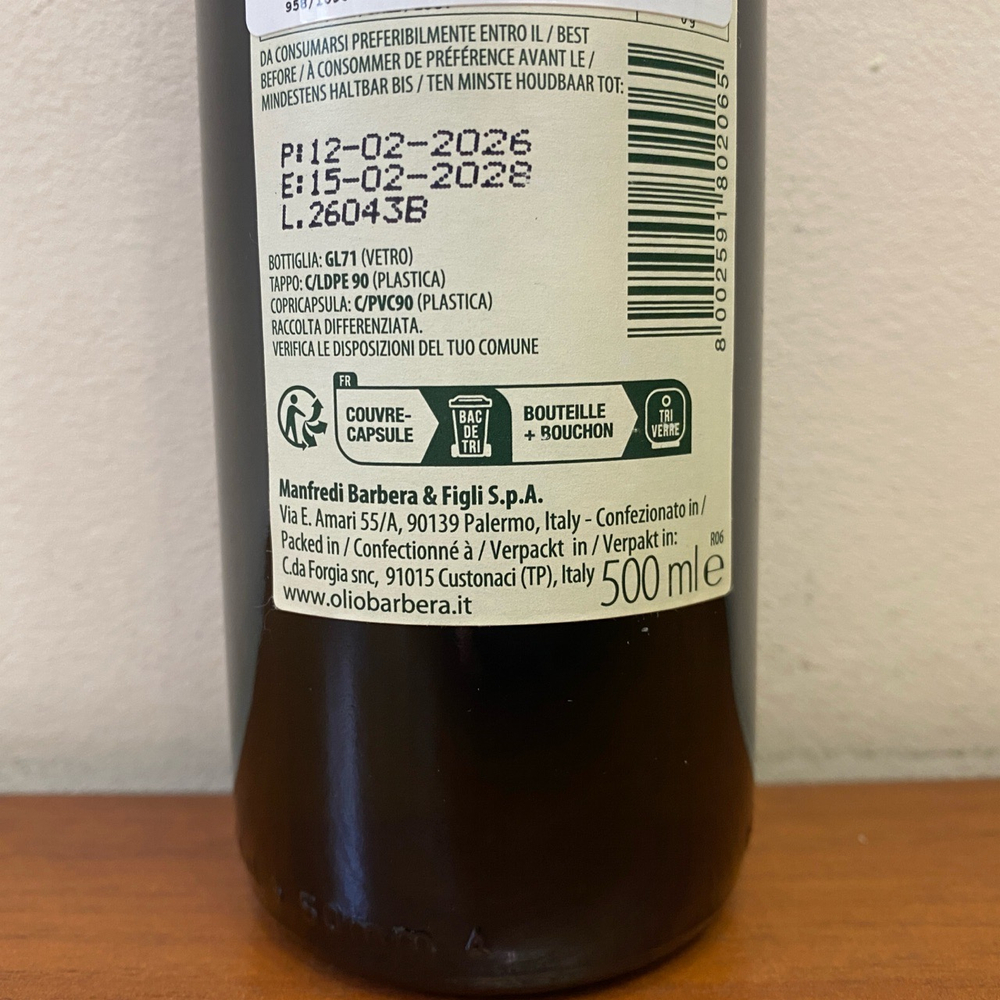 DA CONSUMARSI PREFERIBILMENTE ENTRO IL / BEST
BEFORE / À CONSOMMER DE PRÉFÉRENCE AVANT LE /
MINDESTENS HALTBAR BIS / TEN MINSTE HOUDBAAR TOT:
P:12-02-2026
E:15-02-2028
L.26043B
8002591802065
BOTTIGLIA: GL71 (VETRO)
TAPPO: C/LDPE 90 (PLASTICA)
COPRICAPSULA: C/PVC90 (PLASTICA)
RACCOLTA DIFFERENZIATA.
VERIFICA LE DISPOSIZIONI DEL TUO COMUNE
FR
COUVRE-
CAPSULE
BAC
DE
TRI
BOUTEILLE
+ BOUCHON
TRI
VERRE
Manfredi Barbera & Figli S.p.A.
Via E. Amari 55/A, 90139 Palermo, Italy - Confezionato in /
Packed in / Confectionné à / Verpackt in / Verpakt in:
R06
C.da Forgia snc, 91015 Custonaci (TP), Italy
500 ml e
www.oliobarbera.it